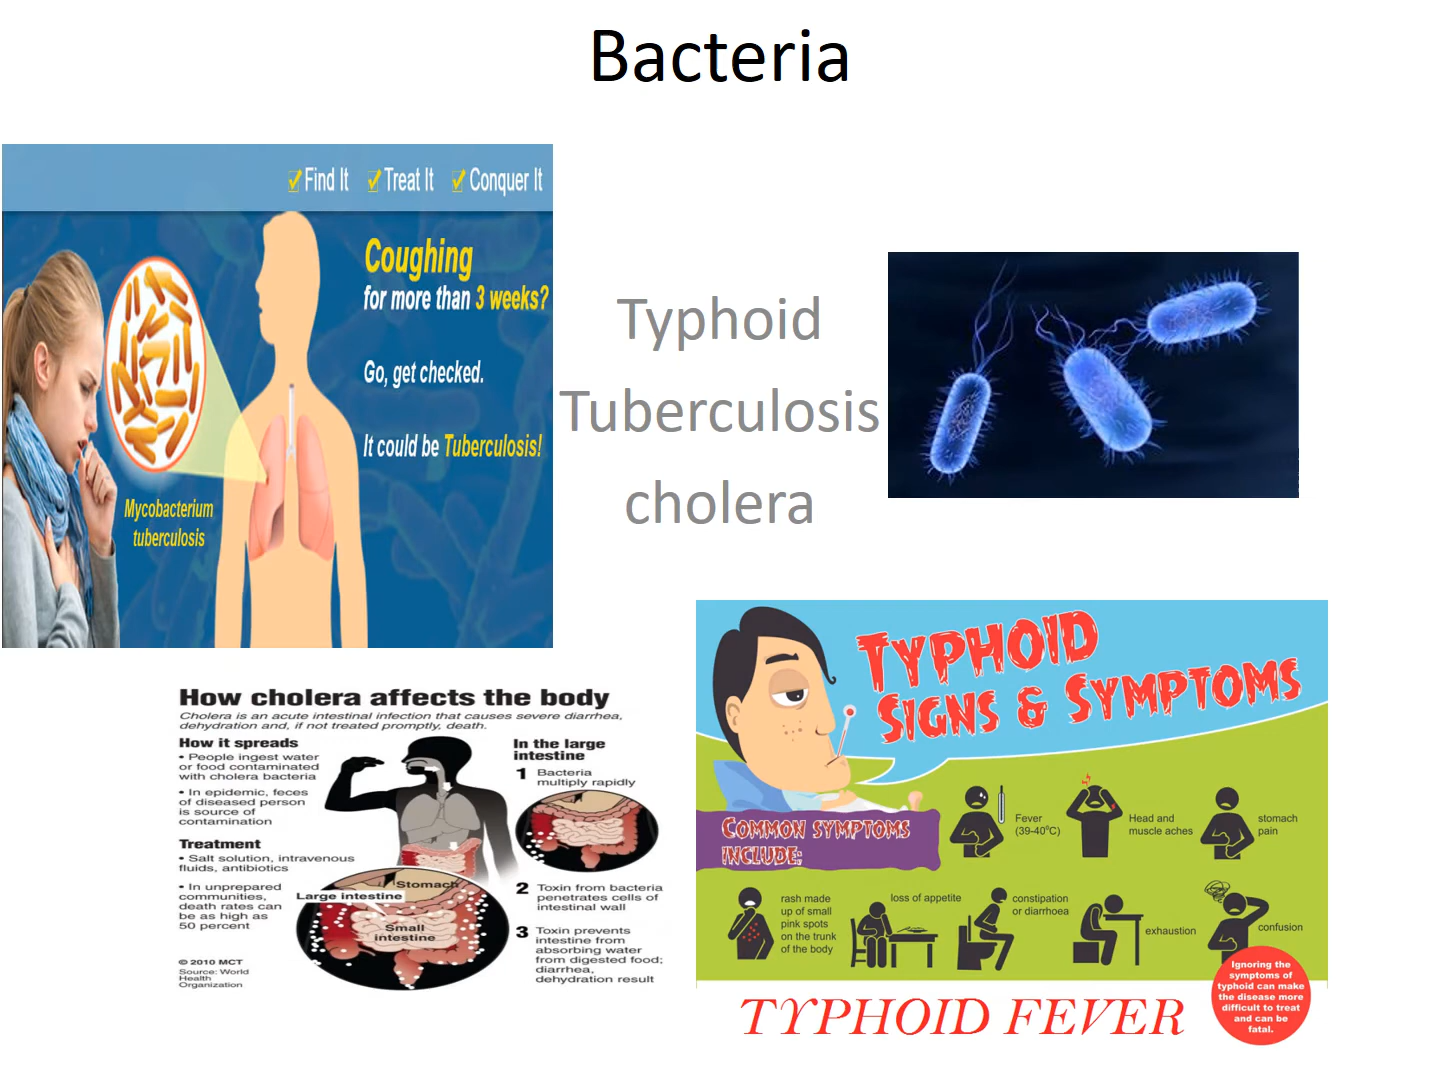 Bacteria
Find It Treat It Conquer It
Coughing
for more than 3 weeks?
Go, get checked.
It could be Tuberculosis!
Mycobacterium
tuberculosis
Typhoid
Tuberculosis
cholera
How cholera affects the body
Cholera is an acute intestinal infection that causes severe diarrhea,
dehydration and, if not treated promptly, death.
How it spreads
• People ingest water
or food contaminated
with cholera bacteria
• In epidemic, feces
of diseased person
is source of
contamination
Treatment
• Salt solution, intravenous
fluids, antibiotics
• In unprepared
communities,
death rates can
be as high as
50 percent
© 2010 MCT
Source: World
Health
Organization
Stomach
Large intestine
Small
intestine
In the large
intestine
1 Bacteria
multiply rapidly
2 Toxin from bacteria
penetrates cells of
intestinal wall
3 Toxin prevents
intestine from
absorbing water
from digested food;
diarrhea,
dehydration result
TYPHOID
SIGNS & SYMPTOMS
COMMON SYMPTOMS
INCLUDE:
Fever
(39-40°C)
Head and
muscle aches
stomach
pain
rash made
up of small
pink spots
on the trunk
of the body
loss of appetite
constipation
or diarrhoea
exhaustion
confusion
Ignoring the
symptoms of
typhoid can make
the disease more
difficult to treat
and can be
fatal.
TYPHOID FEVER